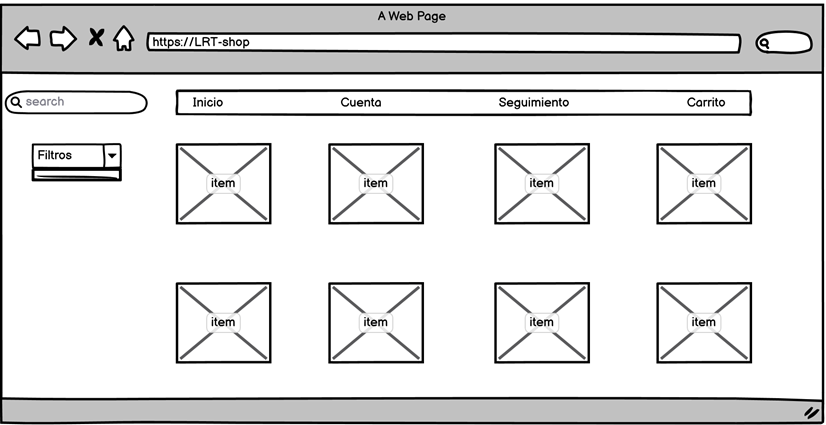 A Web Page
https://LRT-shop
search
Inicio Cuenta Seguimiento Carrito
Filtros
item item item item
item item item item